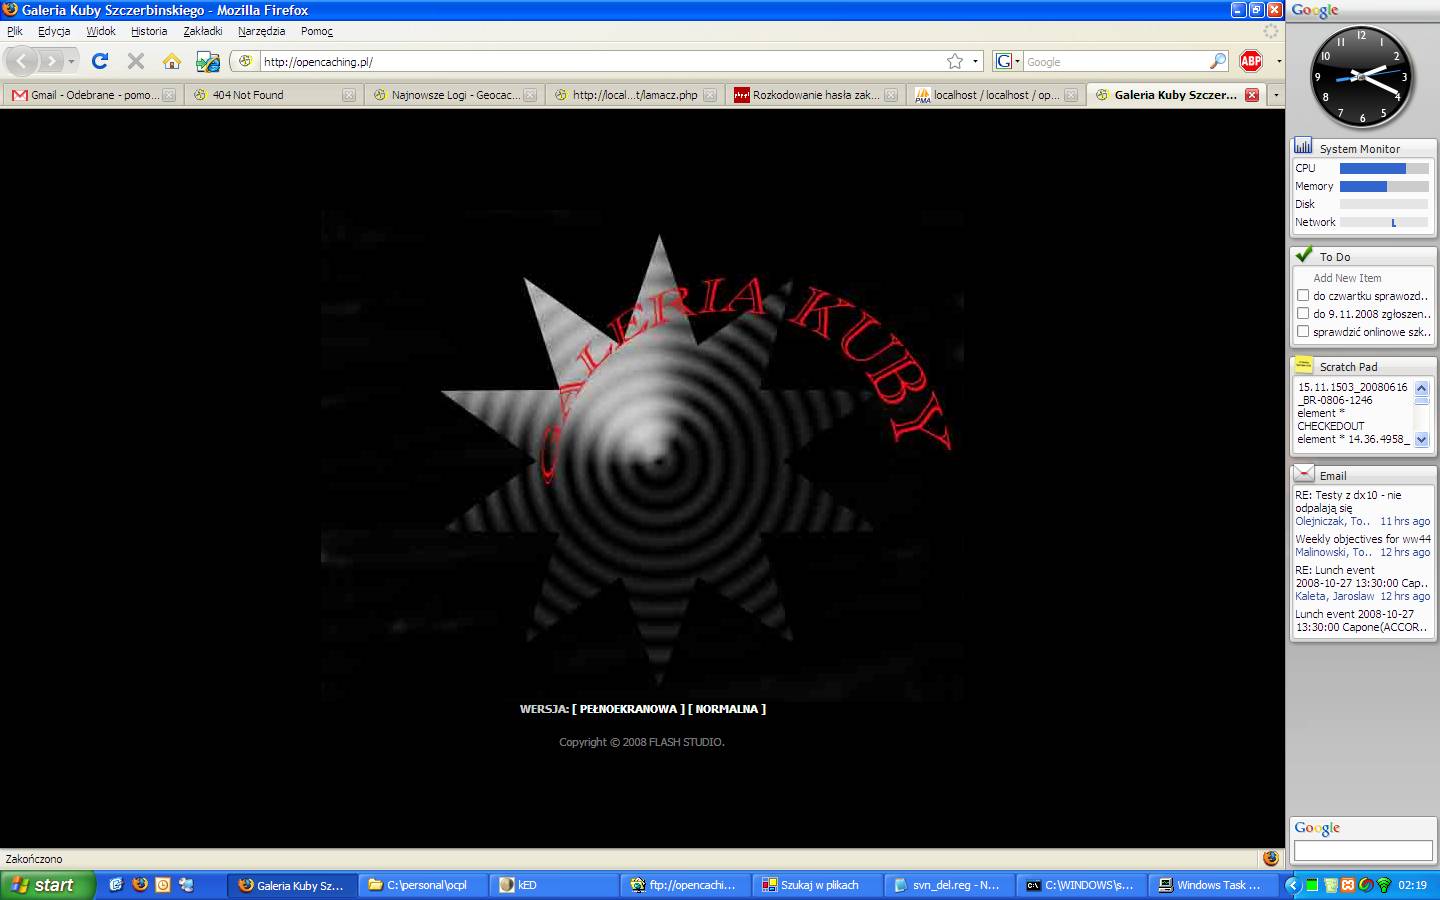 Galeria Kuby Szczerbinskiego - Mozilla Firefox
Plik Edycja Widok Historia Zakładki Narzędzia Pomoc
http://opencaching.pl/
G Google
ABP
Gmail - Odebrane - pomo...
404 Not Found
Najnowsze Logi - Geocac...
http://local...t/lamacz.php
Rozkodowanie hasła zak...
PMA localhost / localhost / op...
Galeria Kuby Szczer...
GALERIA KUBY
WERSJA: [ PEŁNOEKRANOWA ] [ NORMALNA ]
Copyright © 2008 FLASH STUDIO.
Google
12 1 2 3 4 5 6 7 8 9 10 11
System Monitor
CPU
Memory
Disk
Network
To Do
Add New Item
do czwartku sprawozd..
do 9.11.2008 zgłoszen..
sprawdzić onlinowe szk..
Scratch Pad
15.11.1503_20080616
_BR-0806-1246
element *
CHECKEDOUT
element * 14.36.4958_
Email
RE: Testy z dx10 - nie
odpalają się
Olejniczak, To.. 11 hrs ago
Weekly objectives for ww44
Malinowski, To.. 12 hrs ago
RE: Lunch event
2008-10-27 13:30:00 Cap..
Kaleta, Jaroslaw 12 hrs ago
Lunch event 2008-10-27
13:30:00 Capone(ACCOR..
Google
Zakończono
start
Galeria Kuby Sz...
C:\personal\ocpl
kED
ftp://opencachi...
Szukaj w plikach
svn_del.reg - N...
C:\WINDOWS\s...
Windows Task ...
02:19